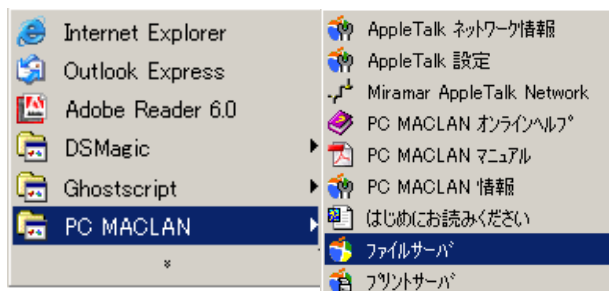 Internet Explorer
Outlook Express
Adobe Reader 6.0
DSMagic
Ghostscript
PC MACLAN
AppleTalk ネットワーク情報
AppleTalk 設定
Miramar AppleTalk Network
PC MACLAN オンラインヘルプ
PC MACLAN マニュアル
PC MACLAN 情報
はじめにお読みください
ファイルサーバ
プリントサーバ